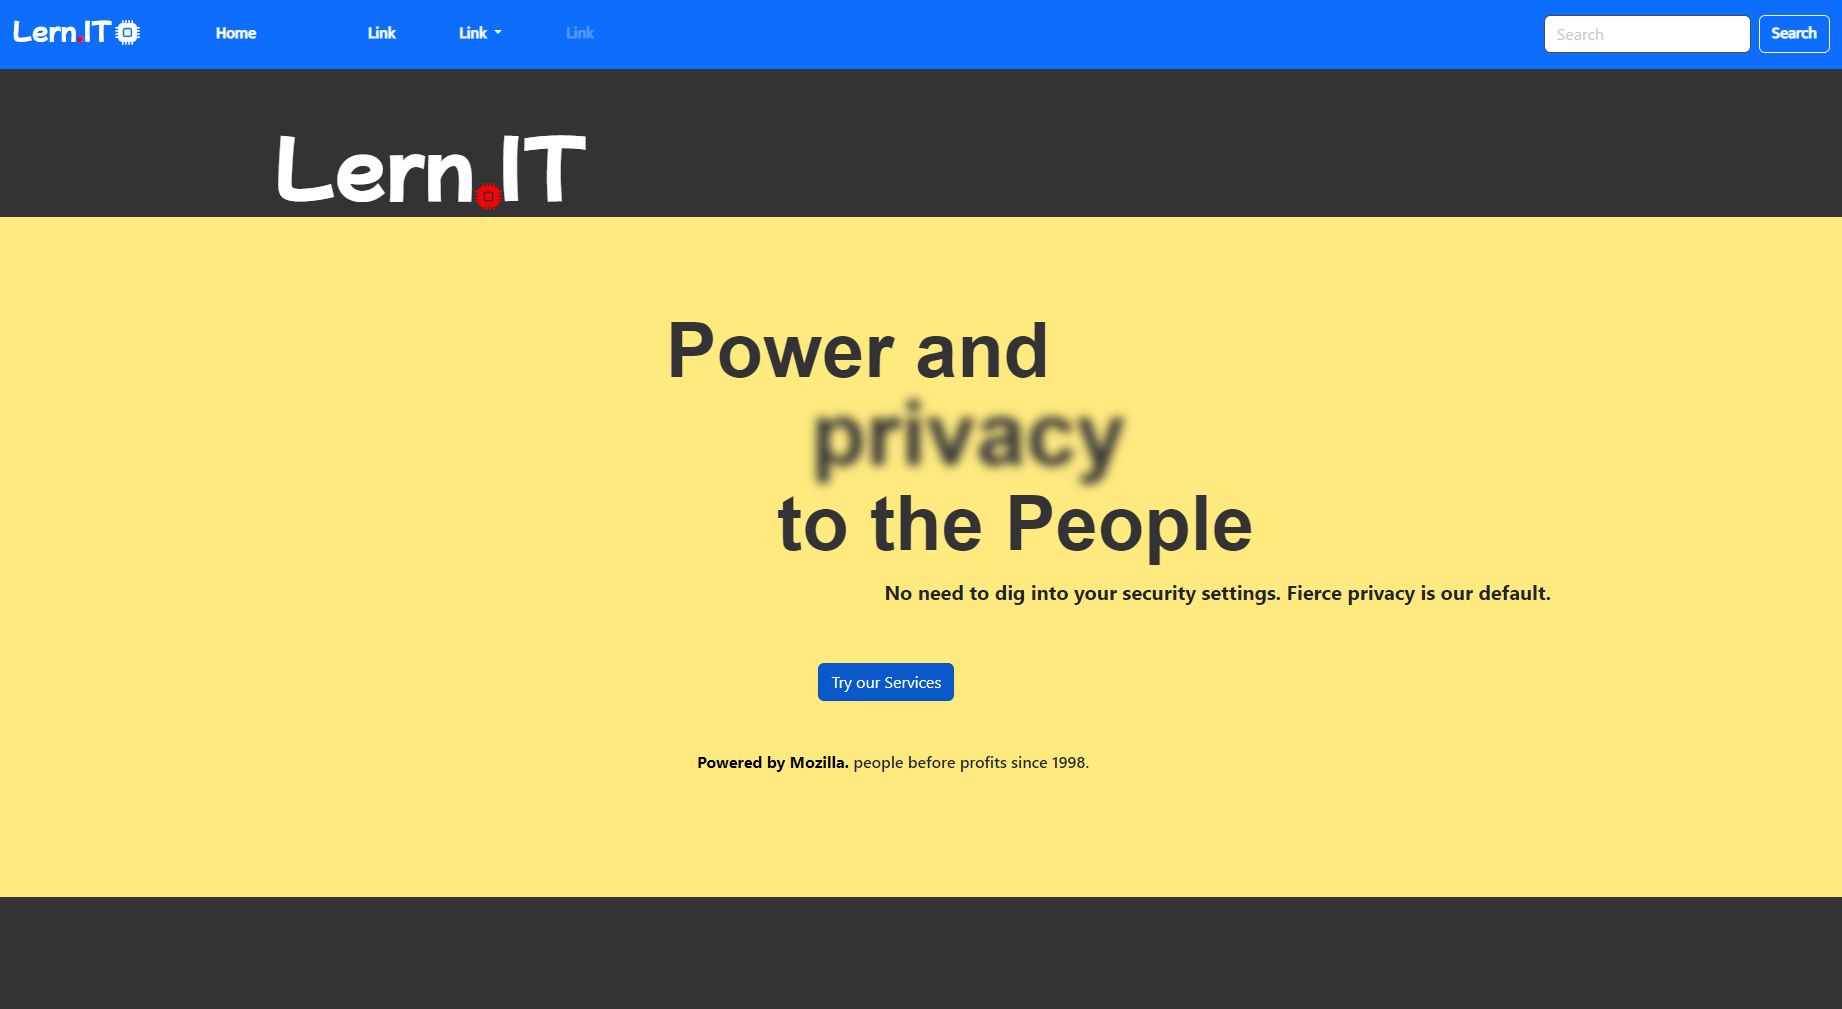 Lern.IT Home Link Link Link Search Search
Lern.IT
Power and
privacy
to the People
No need to dig into your security settings. Fierce privacy is our default.
Try our Services
Powered by Mozilla. people before profits since 1998.